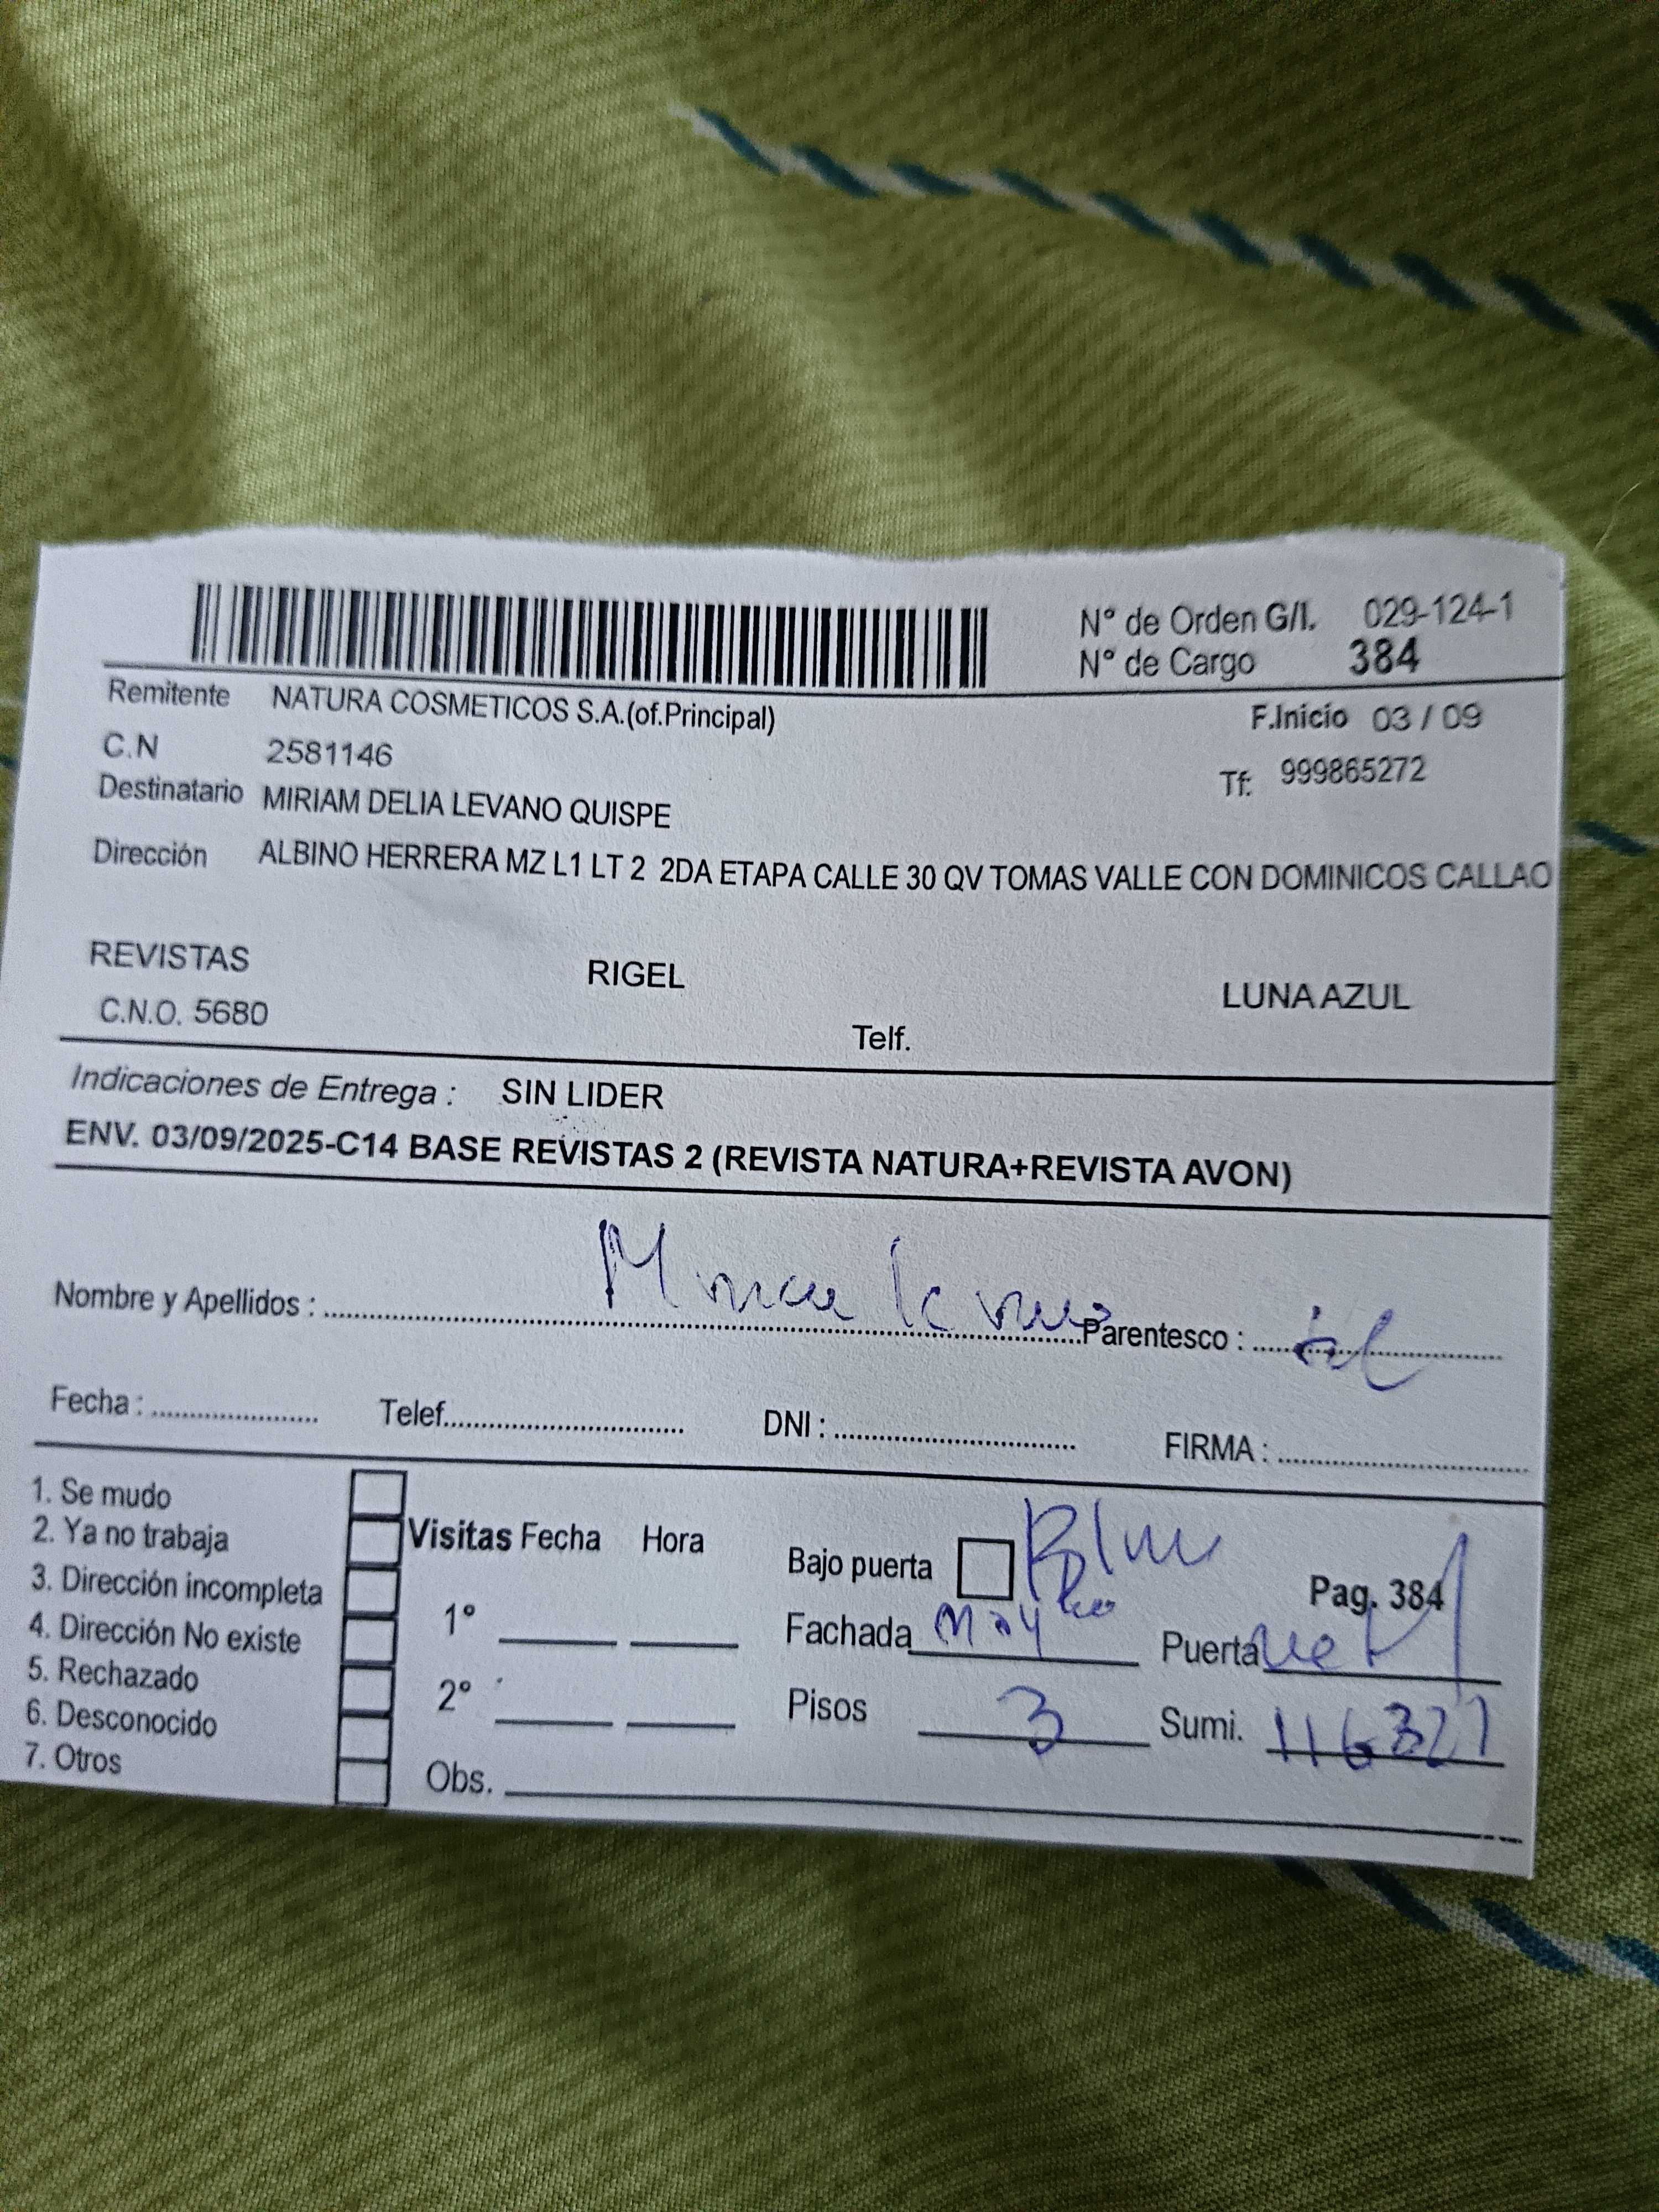 N° de Orden G/I. 029-124-1
N° de Cargo 384
Remitente NATURA COSMETICOS S.A.(of.Principal) F.Inicio 03 / 09
C.N 2581146 Tf: 999865272
Destinatario MIRIAM DELIA LEVANO QUISPE
Dirección ALBINO HERRERA MZ L1 LT 2 2DA ETAPA CALLE 30 QV TOMAS VALLE CON DOMINICOS CALLAO
REVISTAS RIGEL LUNA AZUL
C.N.O. 5680 Telf.
Indicaciones de Entrega : SIN LIDER
ENV. 03/09/2025-C14 BASE REVISTAS 2 (REVISTA NATURA+REVISTA AVON)
Nombre y Apellidos : Parentesco :
Fecha : Telef. DNI : FIRMA :
1. Se mudo
2. Ya no trabaja
3. Dirección incompleta
4. Dirección No existe
5. Rechazado
6. Desconocido
7. Otros
Visitas Fecha Hora
1°
2°
Obs.
Bajo puerta Pag. 384
Fachada Puerta
Pisos 3 Sumi. 116327